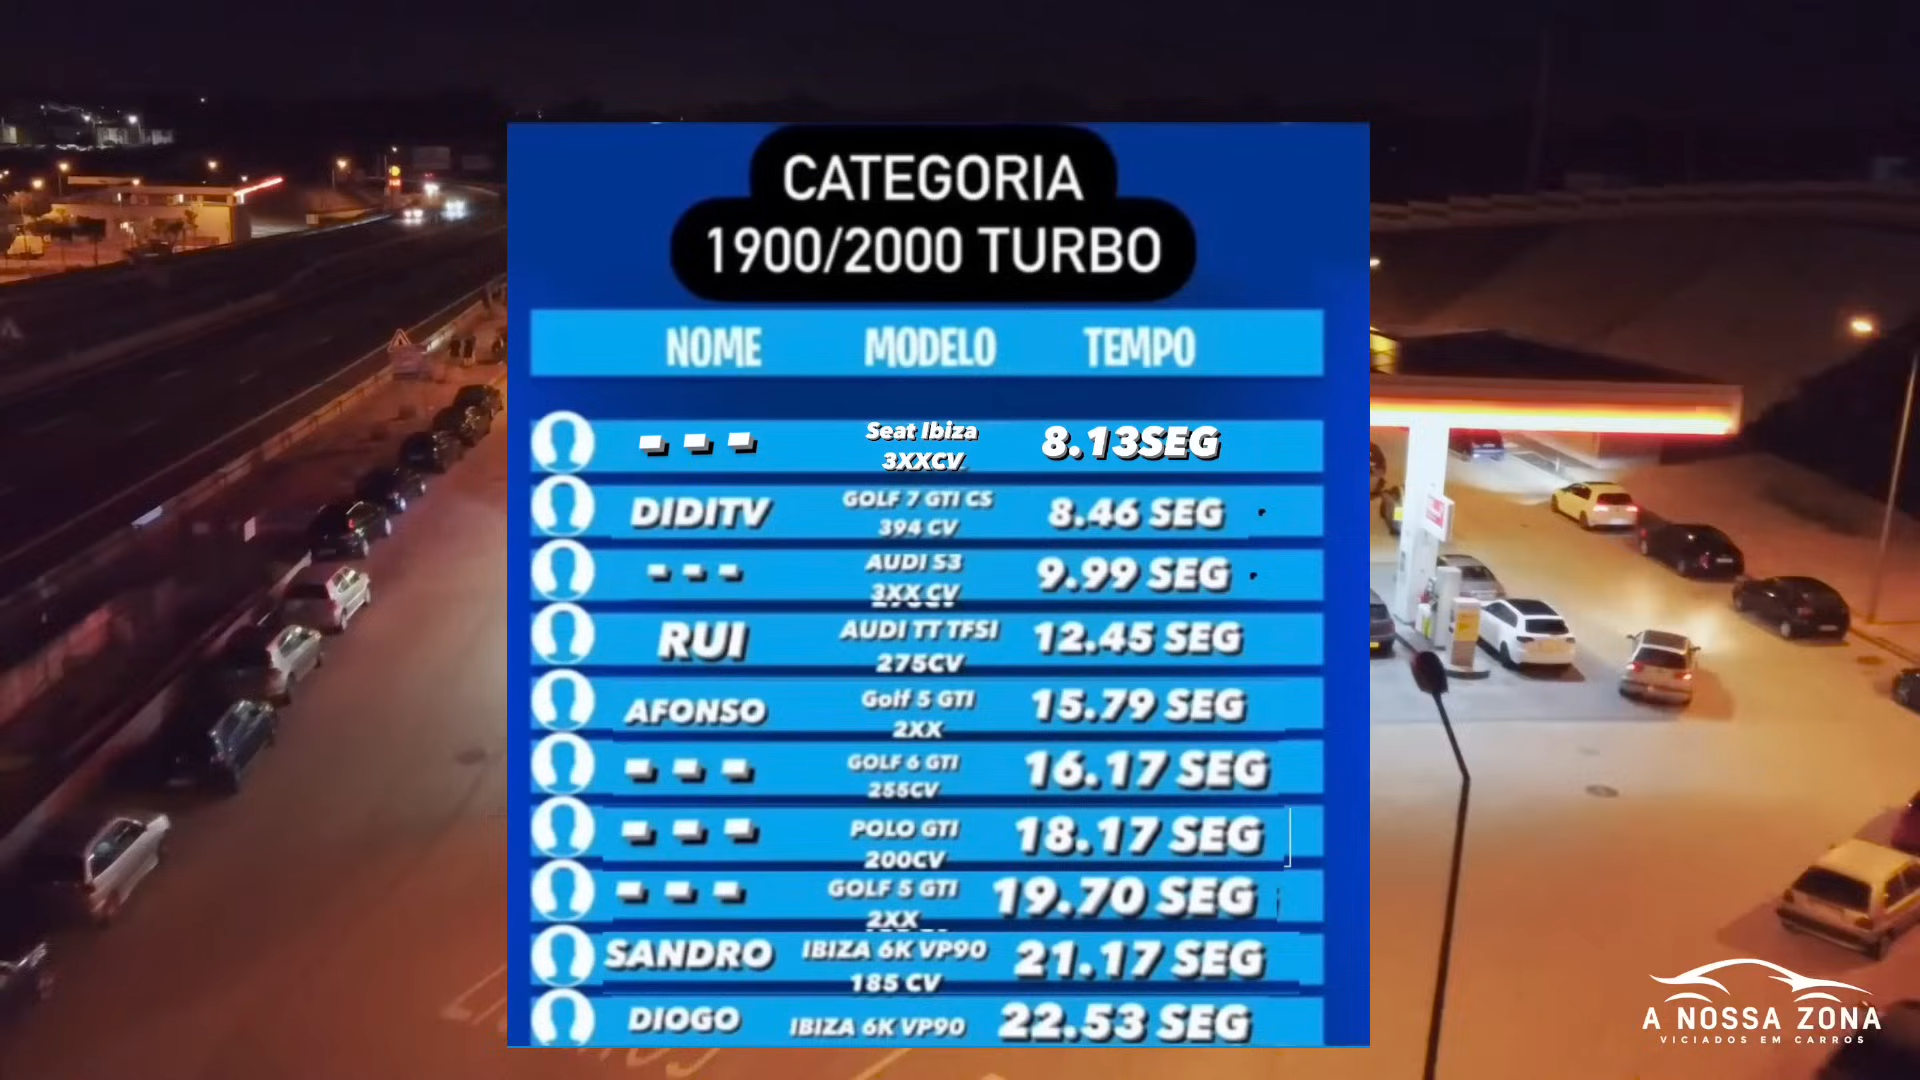 CATEGORIA
1900/2000 TURBO
NOME MODELO TEMPO
--- Seat Ibiza 8.13SEG
3XXCV
DIDITV GOLF 7 GTI CS 8.46 SEG
394 CV
--- AUDI S3 9.99 SEG
3XX CV
RUI AUDI TT TFSI 12.45 SEG
275CV
AFONSO Golf 5 GTI 15.79 SEG
2XX
--- GOLF 6 GTI 16.17 SEG
255CV
--- POLO GTI 18.17 SEG
200CV
--- GOLF 5 GTI 19.70 SEG
2XX
SANDRO IBIZA 6K VP90 21.17 SEG
185 CV
DIOGO IBIZA 6K VP90 22.53 SEG
A NOSSA ZONA
VICIADOS EM CARROS